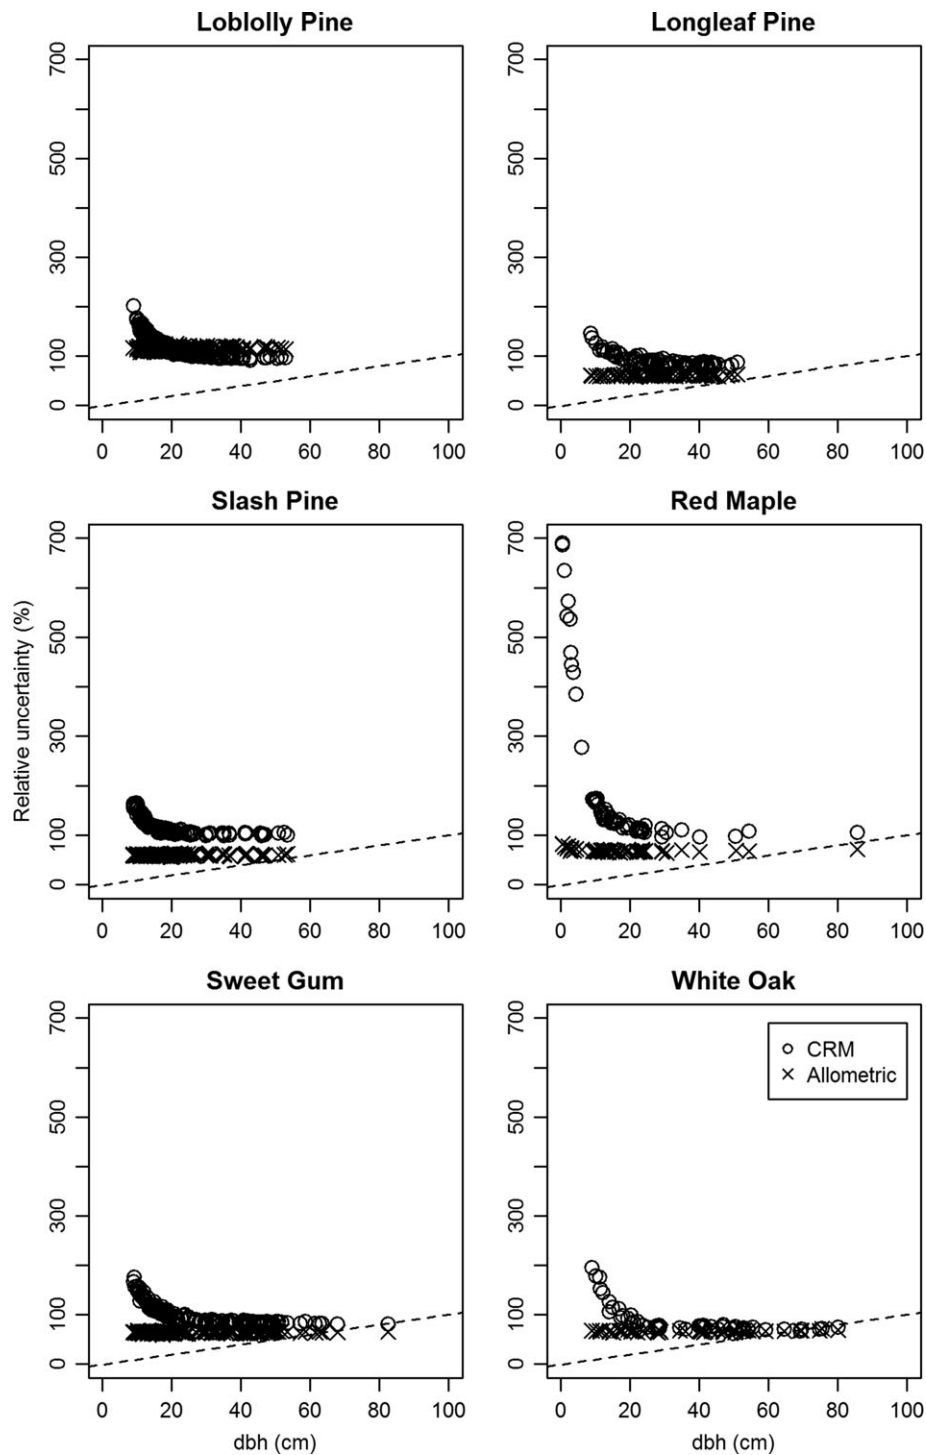 Loblolly Pine
Longleaf Pine
700
500
300
100
0
0 20 40 60 80 100
700
500
300
100
0
0 20 40 60 80 100
Slash Pine
Red Maple
Relative uncertainty (%)
700
500
300
100
0
0 20 40 60 80 100
700
500
300
100
0
0 20 40 60 80 100
Sweet Gum
White Oak
700
500
300
100
0
0 20 40 60 80 100
dbh (cm)
700
500
300
100
0
CRM
Allometric
0 20 40 60 80 100
dbh (cm)